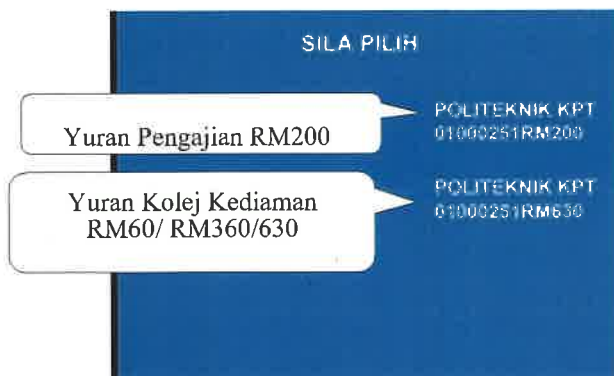 SILA PILIH
Yuran Pengajian RM200
POLITEKNIK KPT
01000251RM200
Yuran Kolej Kediaman
RM60/ RM360/630
POLITEKNIK KPT
01000251RM630